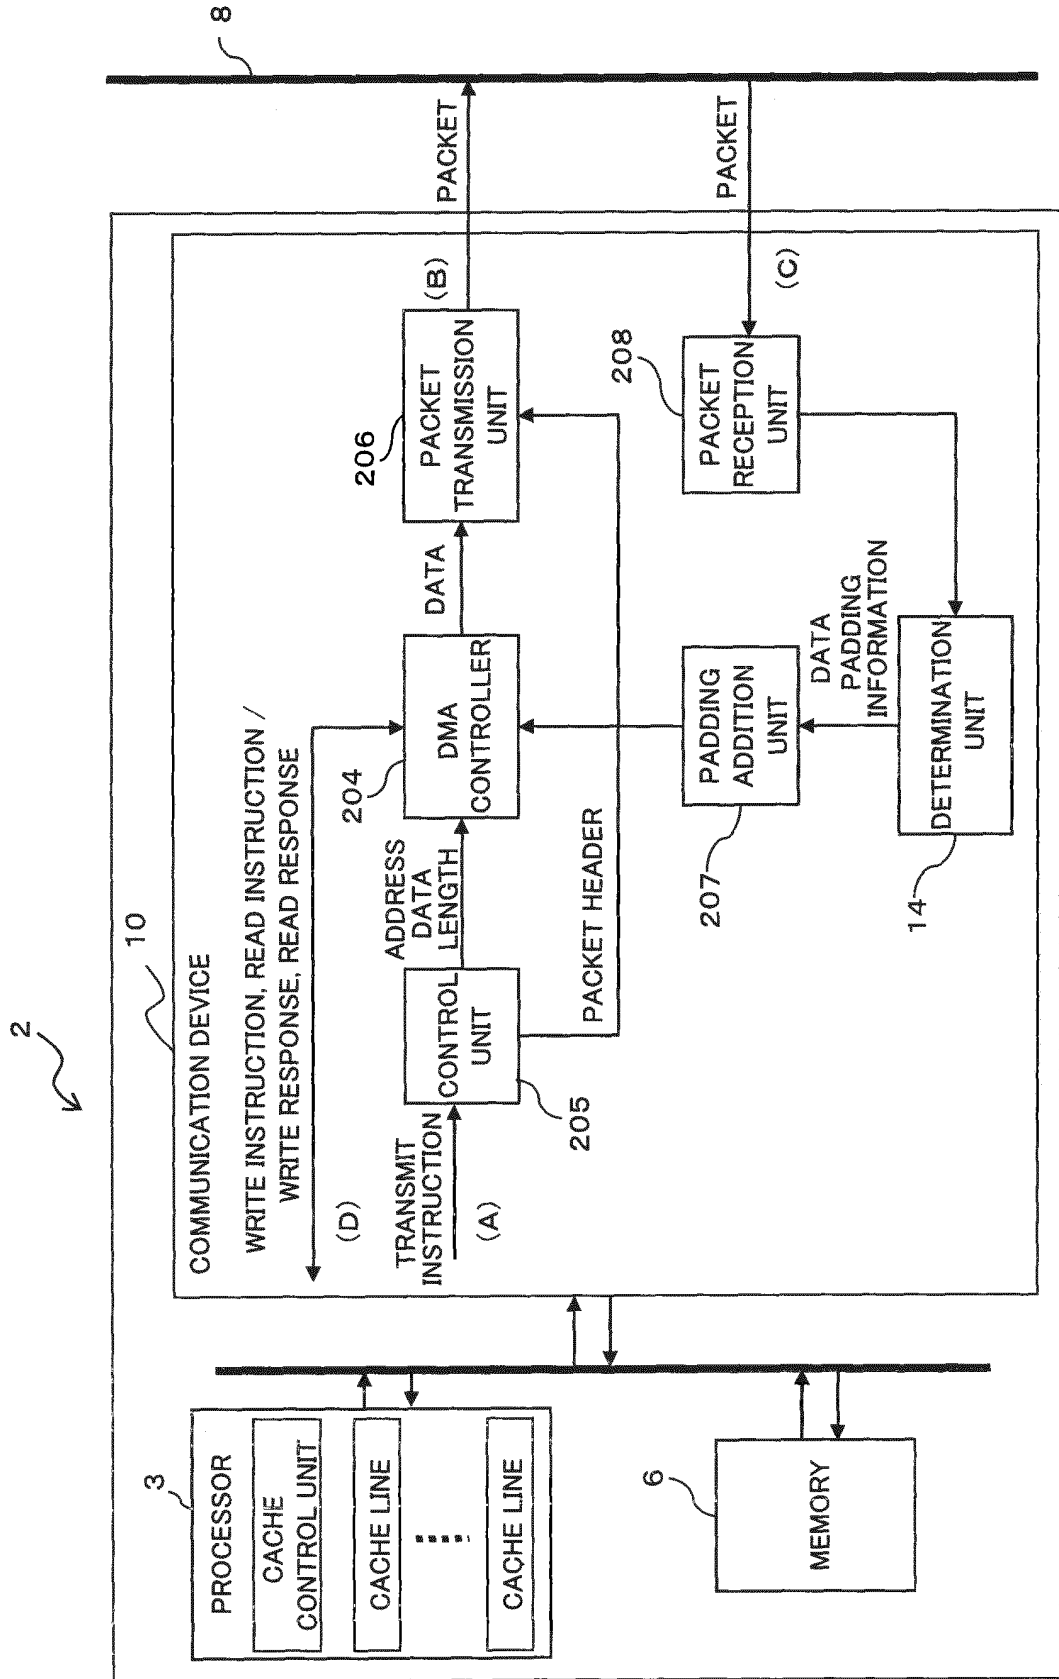 2
10
COMMUNICATION DEVICE
WRITE INSTRUCTION, READ INSTRUCTION /
WRITE RESPONSE, READ RESPONSE
(D)
TRANSMIT
INSTRUCTION
(A)
CONTROL
UNIT
205
ADDRESS
DATA
LENGTH
204
DMA
CONTROLLER
DATA
206
PACKET
TRANSMISSION
UNIT
(B)
PACKET
8
PACKET HEADER
207
PADDING
ADDITION
UNIT
208
PACKET
RECEPTION
UNIT
(C)
PACKET
DATA
PADDING
INFORMATION
14
DETERMINATION
UNIT
3
PROCESSOR
CACHE
CONTROL UNIT
CACHE LINE
CACHE LINE
6
MEMORY